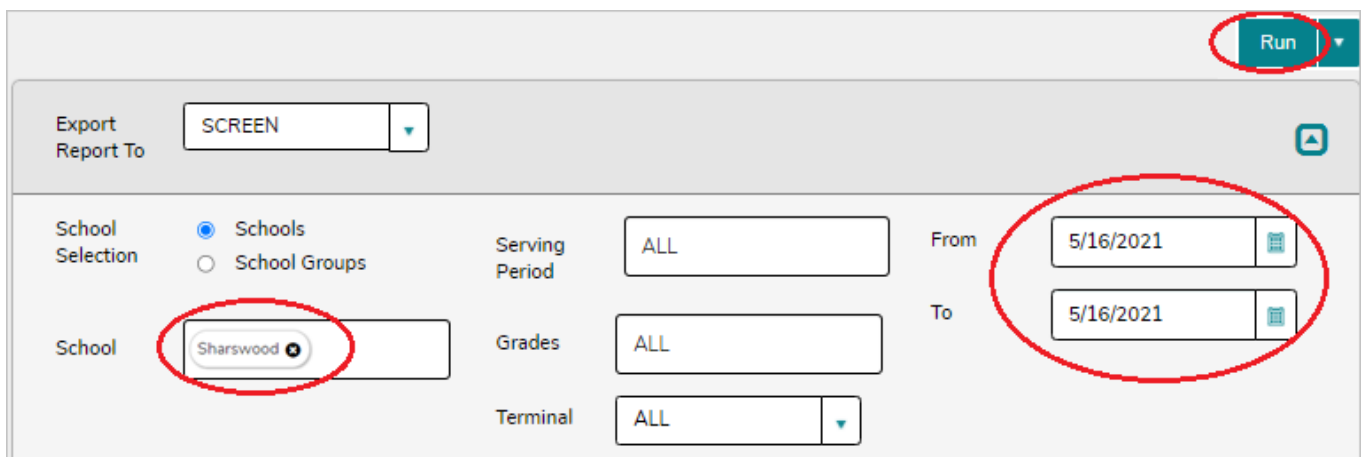 Run
Export
Report To
SCREEN
School
Selection
Schools
School Groups
Serving
Period
ALL
From
5/16/2021
To
5/16/2021
School
Sharswood
Grades
ALL
Terminal
ALL